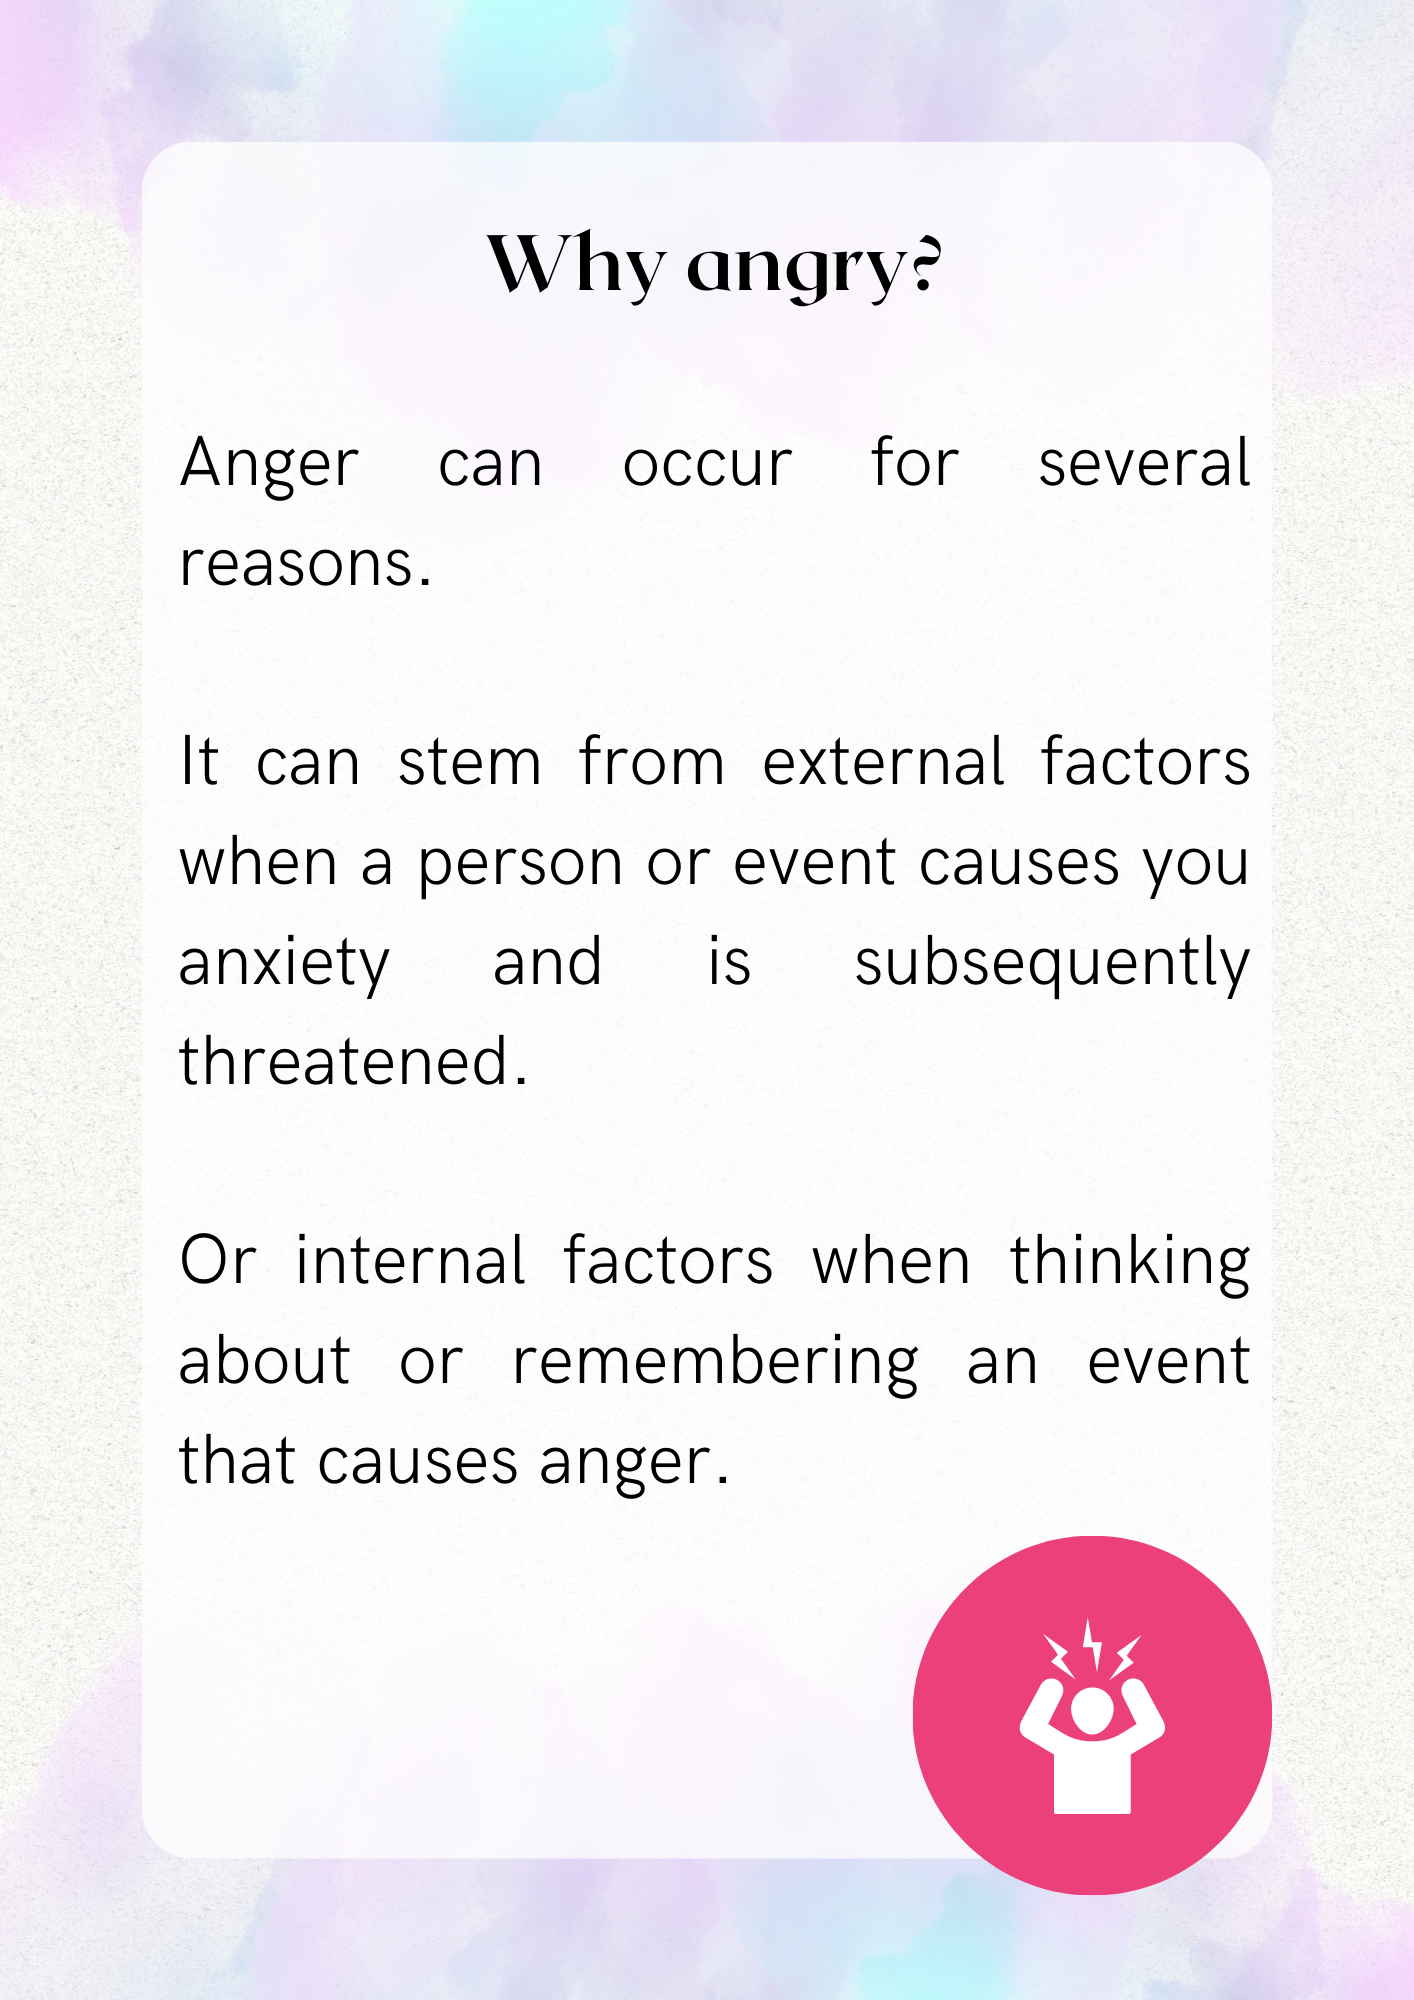 Why angry?
Anger can occur for several
reasons.
It can stem from external factors
when a person or event causes you
anxiety and is subsequently
threatened.
Or internal factors when thinking
about or remembering an event
that causes anger.